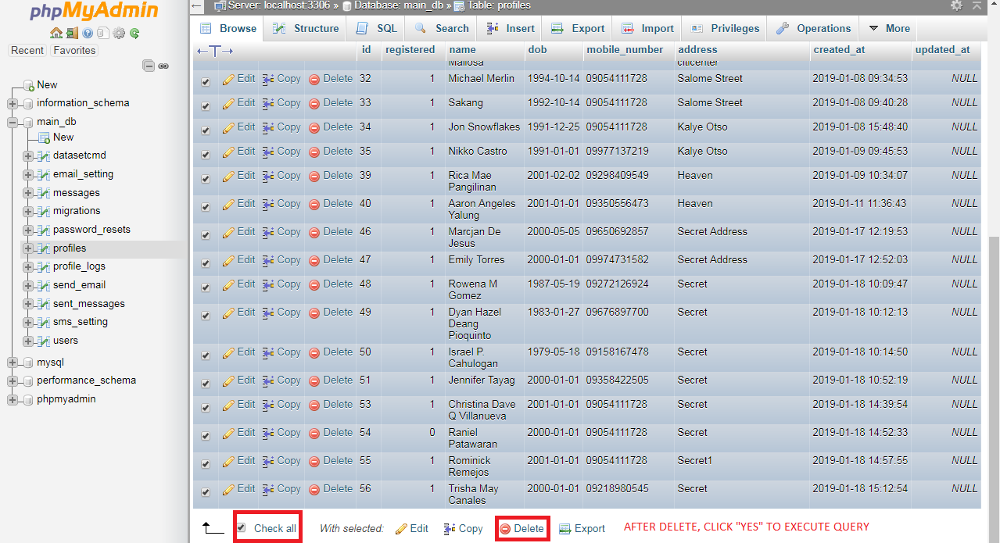 phpMyAdmin
Recent Favorites
New
information_schema
main_db
New
datasetcmd
email_setting
messages
migrations
password_resets
profiles
profile_logs
send_email
sent_messages
sms_setting
users
mysql
performance_schema
phpmyadmin
Server: localhost:3306 » Database: main_db » Table: profiles
Browse Structure SQL Search Insert Export Import Privileges Operations More
id registered name dob mobile_number address created_at updated_at
Mallosa citicenter
Edit Copy Delete 32 1 Michael Merlin 1994-10-14 09054111728 Salome Street 2019-01-08 09:34:53 NULL
Edit Copy Delete 33 1 Sakang 1992-10-14 09054111728 Salome Street 2019-01-08 09:40:28 NULL
Edit Copy Delete 34 1 Jon Snowflakes 1991-12-25 09054111728 Kalye Otso 2019-01-08 15:48:40 NULL
Edit Copy Delete 35 1 Nikko Castro 1991-01-01 09977137219 Kalye Otso 2019-01-09 09:45:53 NULL
Edit Copy Delete 39 1 Rica Mae 2001-02-02 09298409549 Heaven 2019-01-09 10:34:07 NULL
Pangilinan
Edit Copy Delete 40 1 Aaron Angeles 2001-01-01 09350556473 Heaven 2019-01-11 11:36:43 NULL
Yalung
Edit Copy Delete 46 1 Marcjan De 2000-05-05 09650692857 Secret Address 2019-01-17 12:19:53 NULL
Jesus
Edit Copy Delete 47 1 Emily Torres 2000-01-01 09974731582 Secret Address 2019-01-17 12:52:03 NULL
Edit Copy Delete 48 1 Rowena M 1987-05-19 09272126924 Secret 2019-01-18 10:09:47 NULL
Gomez
Edit Copy Delete 49 1 Dyan Hazel 1983-01-27 09676897700 Secret 2019-01-18 10:12:13 NULL
Deang
Pioquinto
Edit Copy Delete 50 1 Israel P. 1979-05-18 09158167478 Secret 2019-01-18 10:14:50 NULL
Cahulogan
Edit Copy Delete 51 1 Jennifer Tayag 2000-01-01 09358422505 Secret 2019-01-18 10:52:19 NULL
Edit Copy Delete 53 1 Christina Dave 2001-01-01 09054111728 Secret 2019-01-18 14:39:54 NULL
Q Villanueva
Edit Copy Delete 54 0 Raniel 2000-01-01 09054111728 Secret 2019-01-18 14:52:33 NULL
Patawaran
Edit Copy Delete 55 1 Rominick 2001-01-01 09054111728 Secret1 2019-01-18 14:57:55 NULL
Remejos
Edit Copy Delete 56 1 Trisha May 2000-01-01 09218980545 Secret 2019-01-18 15:12:54 NULL
Canales
Check all With selected: Edit Copy Delete Export AFTER DELETE, CLICK "YES" TO EXECUTE QUERY